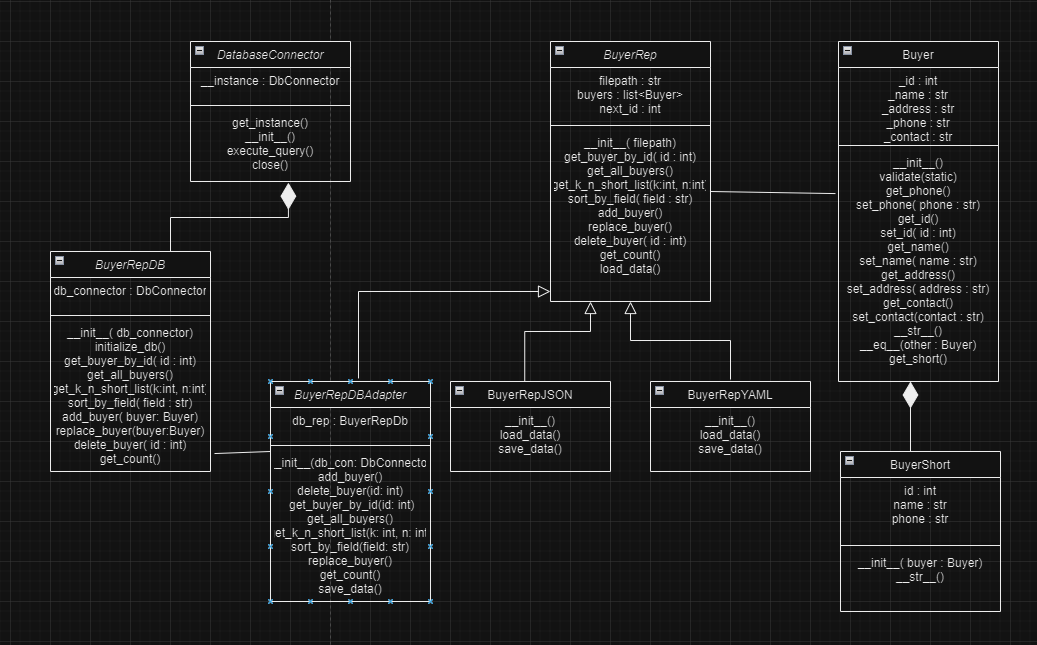 DatabaseConnector
__instance : DbConnector
get_instance()
__init__()
execute_query()
close()
BuyerRep
filepath : str
buyers : list<Buyer>
next_id : int
__init__( filepath)
get_buyer_by_id( id : int)
get_all_buyers()
get_k_n_short_list(k:int, n:int)
sort_by_field( field : str)
add_buyer()
replace_buyer()
delete_buyer( id : int)
get_count()
load_data()
Buyer
_id : int
_name : str
_address : str
_phone : str
_contact : str
__init__()
validate(static)
get_phone()
set_phone( phone : str)
get_id()
set_id( id : int)
get_name()
set_name( name : str)
get_address()
set_address( address : str)
get_contact()
set_contact(contact : str)
__str__()
__eq__(other : Buyer)
get_short()
BuyerRepDB
db_connector : DbConnector
__init__( db_connector)
initialize_db()
get_buyer_by_id( id : int)
get_all_buyers()
get_k_n_short_list(k:int, n:int)
sort_by_field( field : str)
add_buyer( buyer: Buyer)
replace_buyer(buyer:Buyer)
delete_buyer( id : int)
get_count()
BuyerRepDBAdapter
db_rep : BuyerRepDb
_init__(db_con: DbConnecto
add_buyer()
delete_buyer(id: int)
get_buyer_by_id(id: int)
get_all_buyers()
et_k_n_short_list(k: int, n: int
sort_by_field(field: str)
replace_buyer()
get_count()
save_data()
BuyerRepJSON
__init__()
load_data()
save_data()
BuyerRepYAML
__init__()
load_data()
save_data()
BuyerShort
id : int
name : str
phone : str
__init__( buyer : Buyer)
__str__()